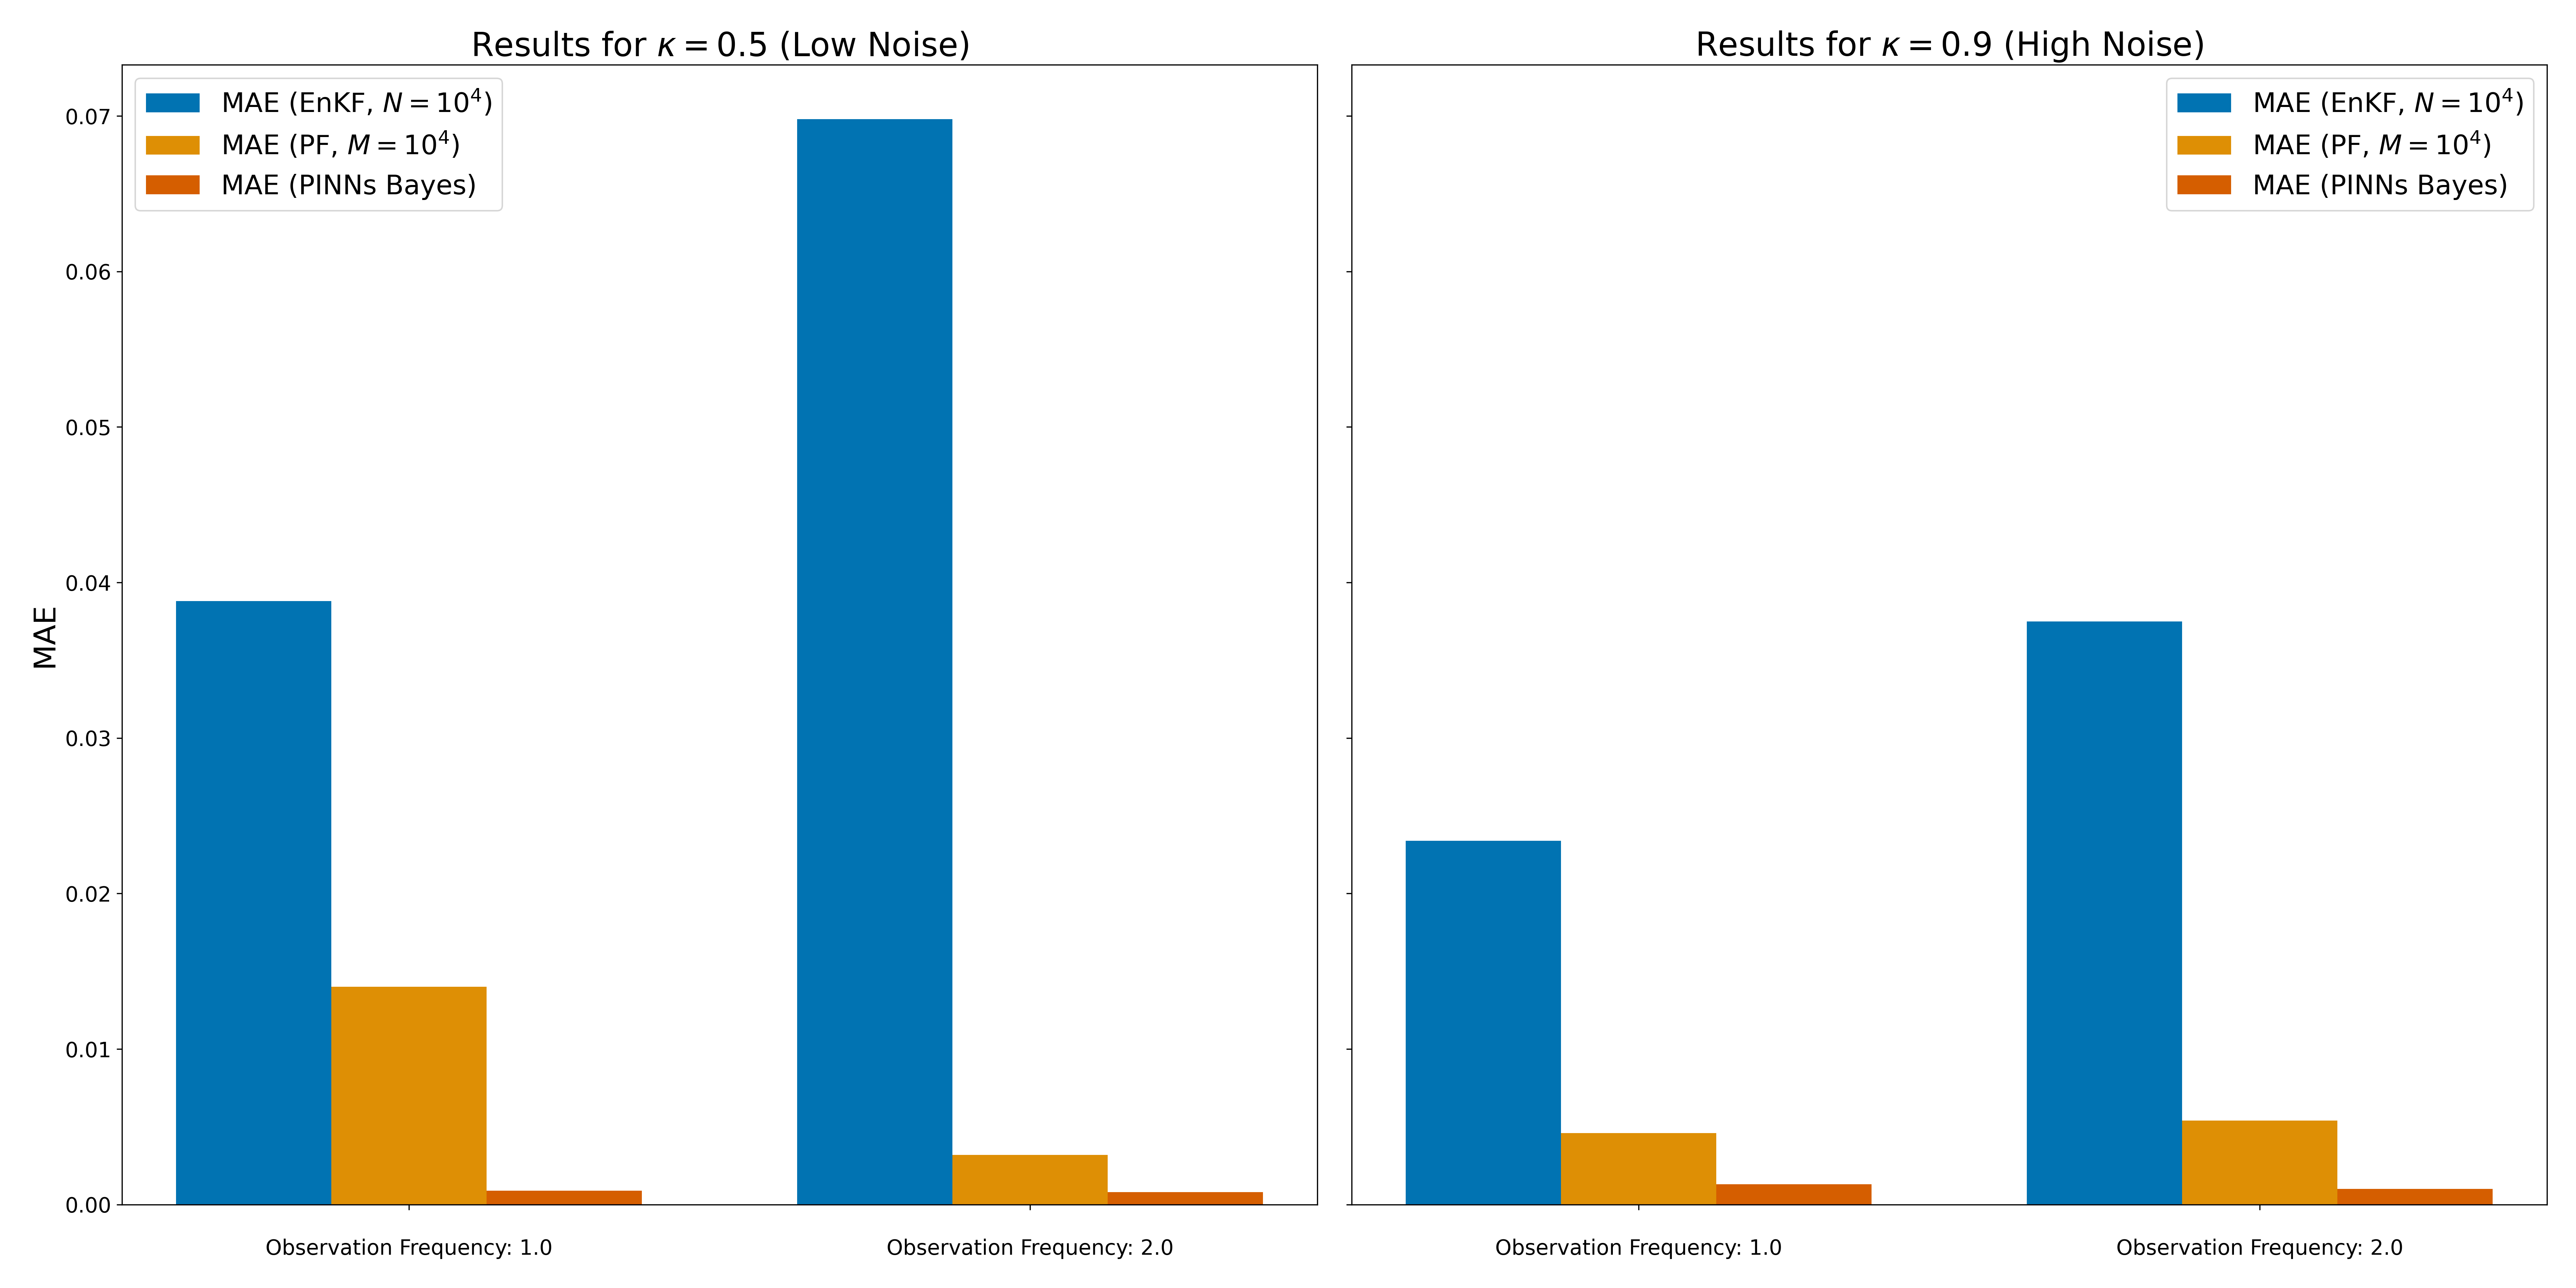 Results for κ = 0.5 (Low Noise)
MAE (EnKF, N = 10⁴)
MAE (PF, M = 10⁴)
MAE (PINNs Bayes)
MAE
0.07
0.06
0.05
0.04
0.03
0.02
0.01
0.00
Observation Frequency: 1.0
Observation Frequency: 2.0
Results for κ = 0.9 (High Noise)
MAE (EnKF, N = 10⁴)
MAE (PF, M = 10⁴)
MAE (PINNs Bayes)
Observation Frequency: 1.0
Observation Frequency: 2.0